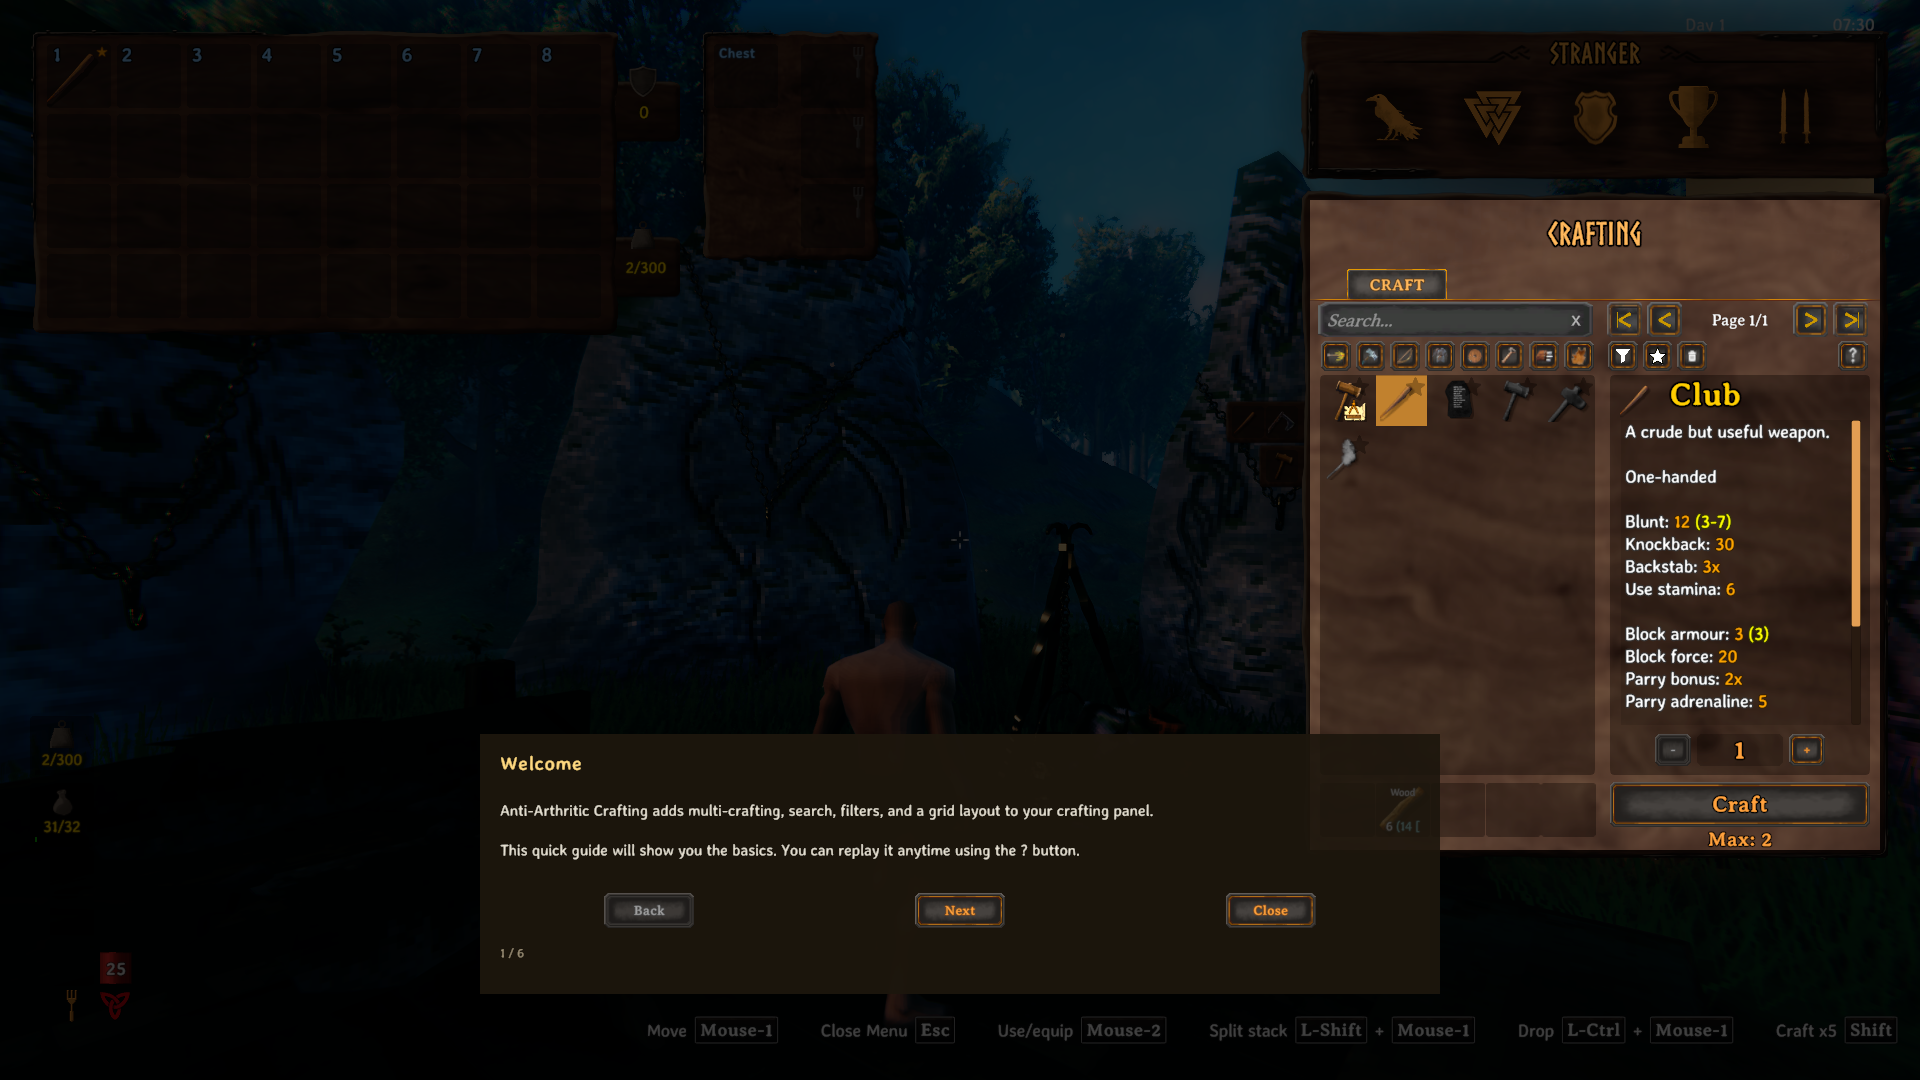 Day 1 07:30
1 2 3 4 5 6 7 8
0
2/300
Chest
STRANGER
CRAFTING
CRAFT
Search... X
Page 1/1
?
Club
A crude but useful weapon.
One-handed
Blunt: 12 (3-7)
Knockback: 30
Backstab: 3x
Use stamina: 6
Block armour: 3 (3)
Block force: 20
Parry bonus: 2x
Parry adrenaline: 5
- 1 +
Wood
6 (14 [
Craft
Max: 2
2/300
31/32
25
Welcome
Anti-Arthritic Crafting adds multi-crafting, search, filters, and a grid layout to your crafting panel.
This quick guide will show you the basics. You can replay it anytime using the ? button.
Back Next Close
1 / 6
Move Mouse-1 Close Menu Esc Use/equip Mouse-2 Split stack L-Shift + Mouse-1 Drop L-Ctrl + Mouse-1 Craft x5 Shift